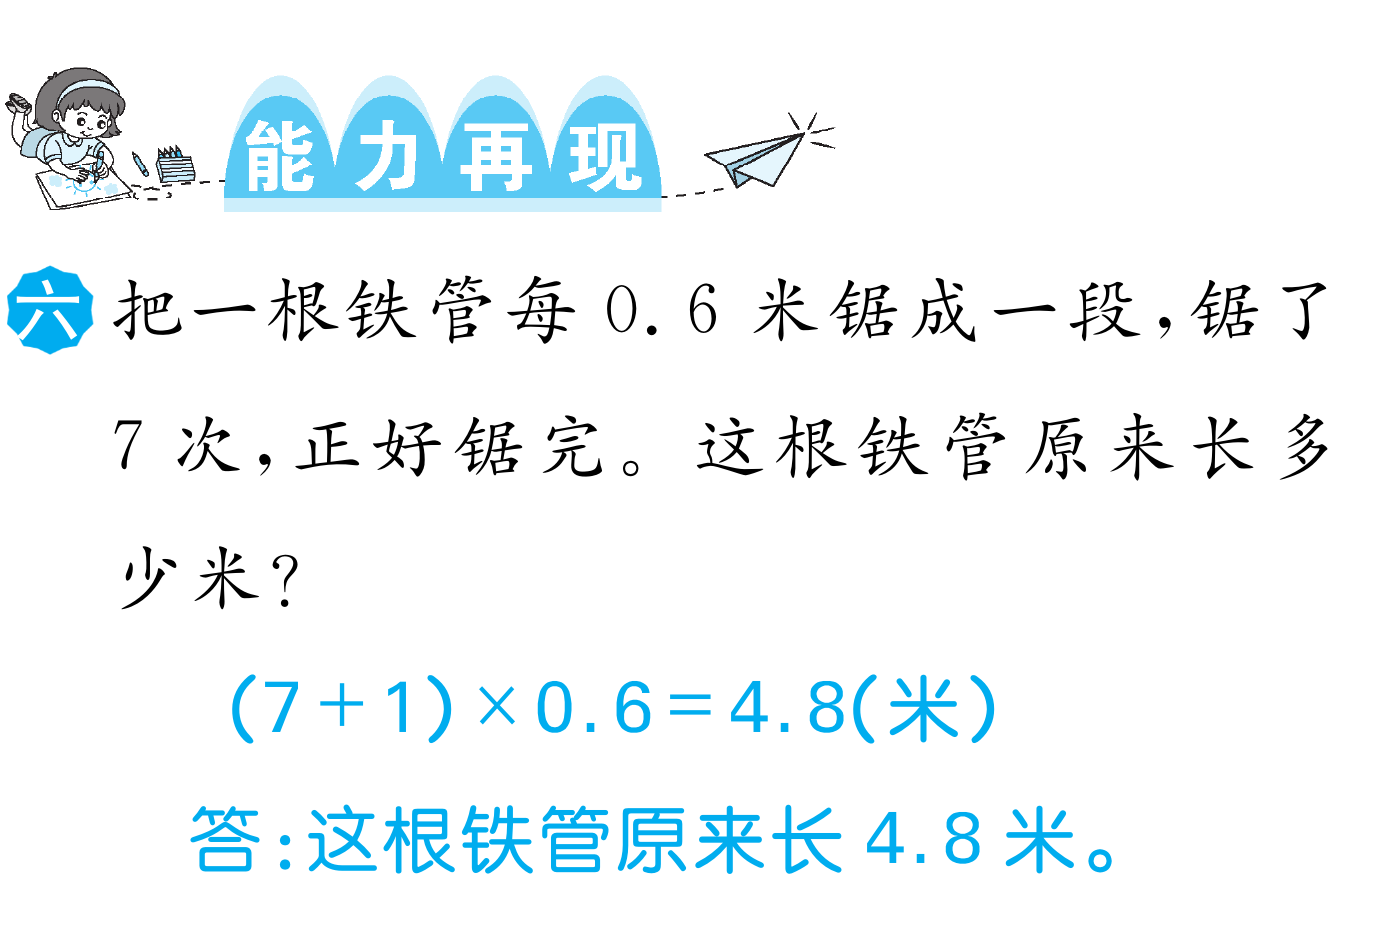 能力再现
六 把一根铁管每 0.6 米锯成一段,锯了
7 次,正好锯完。这根铁管原来长多
少米?
(7+1)×0.6=4.8(米)
答:这根铁管原来长 4.8 米。